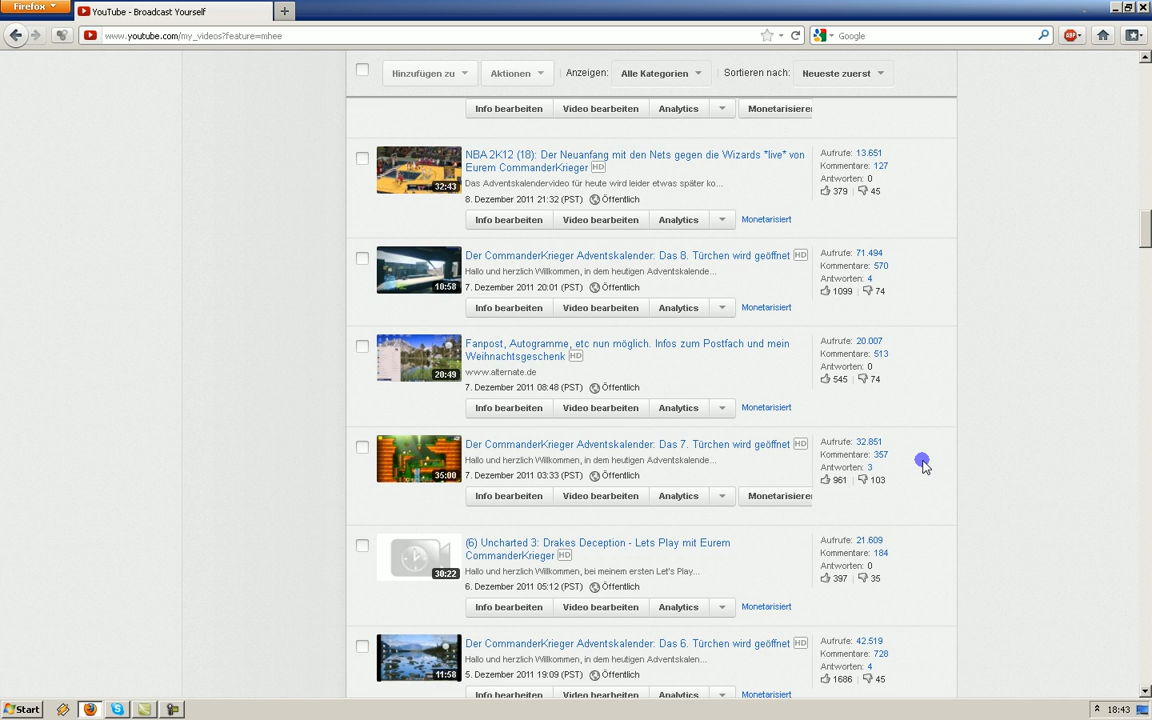 Firefox
YouTube - Broadcast Yourself
www.youtube.com/my_videos?feature=mhee
Google
ABP
Hinzufügen zu
Aktionen
Anzeigen:
Alle Kategorien
Sortieren nach:
Neueste zuerst
Info bearbeiten
Video bearbeiten
Analytics
Monetarisieren
NBA 2K12 (18): Der Neuanfang mit den Nets gegen die Wizards *live* von
Eurem CommanderKrieger HD
Das Adventskalendervideo für heute wird leider etwas später ko...
8. Dezember 2011 21:32 (PST) Öffentlich
32:43
Info bearbeiten
Video bearbeiten
Analytics
Monetarisiert
Aufrufe: 13.651
Kommentare: 127
Antworten: 0
379 | 45
Der CommanderKrieger Adventskalender: Das 8. Türchen wird geöffnet HD
Hallo und herzlich Willkommen, in dem heutigen Adventskalende...
7. Dezember 2011 20:01 (PST) Öffentlich
10:58
Info bearbeiten
Video bearbeiten
Analytics
Monetarisiert
Aufrufe: 71.494
Kommentare: 570
Antworten: 4
1099 | 74
Fanpost, Autogramme, etc nun möglich. Infos zum Postfach und mein
Weihnachtsgeschenk HD
www.alternate.de
7. Dezember 2011 08:48 (PST) Öffentlich
20:49
Info bearbeiten
Video bearbeiten
Analytics
Monetarisiert
Aufrufe: 20.007
Kommentare: 513
Antworten: 0
545 | 74
Der CommanderKrieger Adventskalender: Das 7. Türchen wird geöffnet HD
Hallo und herzlich Willkommen, in dem heutigen Adventskalende...
7. Dezember 2011 03:33 (PST) Öffentlich
35:00
Info bearbeiten
Video bearbeiten
Analytics
Monetarisieren
Aufrufe: 32.851
Kommentare: 357
Antworten: 3
961 | 103
(6) Uncharted 3: Drakes Deception - Lets Play mit Eurem
CommanderKrieger HD
Hallo und herzlich Willkommen, bei meinem ersten Let's Play...
6. Dezember 2011 05:12 (PST) Öffentlich
30:22
Info bearbeiten
Video bearbeiten
Analytics
Monetarisiert
Aufrufe: 21.609
Kommentare: 184
Antworten: 0
397 | 35
Der CommanderKrieger Adventskalender: Das 6. Türchen wird geöffnet HD
Hallo und herzlich Willkommen, in dem heutigen Adventskalen...
5. Dezember 2011 19:09 (PST) Öffentlich
11:58
Info bearbeiten
Video bearbeiten
Analytics
Monetarisiert
Aufrufe: 42.519
Kommentare: 728
Antworten: 4
1686 | 45
Start
18:43